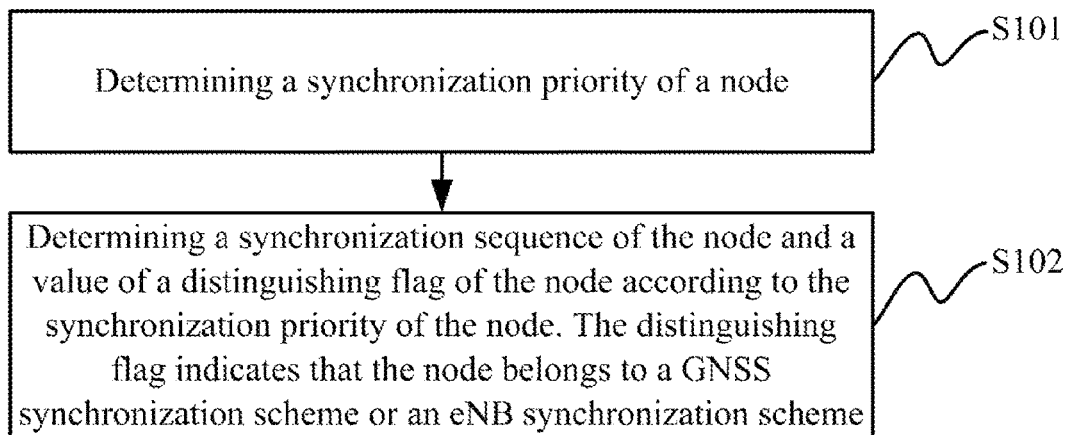 Determining a synchronization priority of a node
S101
Determining a synchronization sequence of the node and a
value of a distinguishing flag of the node according to the
synchronization priority of the node. The distinguishing
flag indicates that the node belongs to a GNSS
synchronization scheme or an eNB synchronization scheme
S102